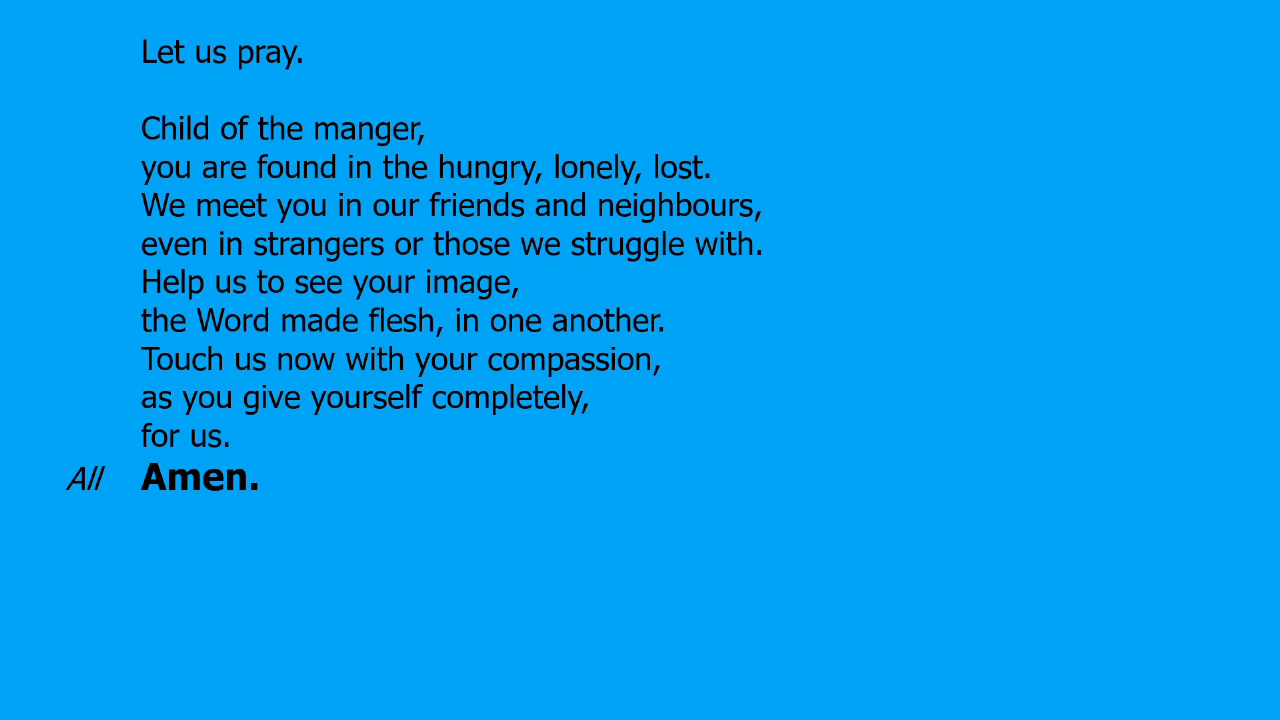 Let us pray.
Child of the manger,
you are found in the hungry, lonely, lost.
We meet you in our friends and neighbours,
even in strangers or those we struggle with.
Help us to see your image,
the Word made flesh, in one another.
Touch us now with your compassion,
as you give yourself completely,
for us.
All Amen.